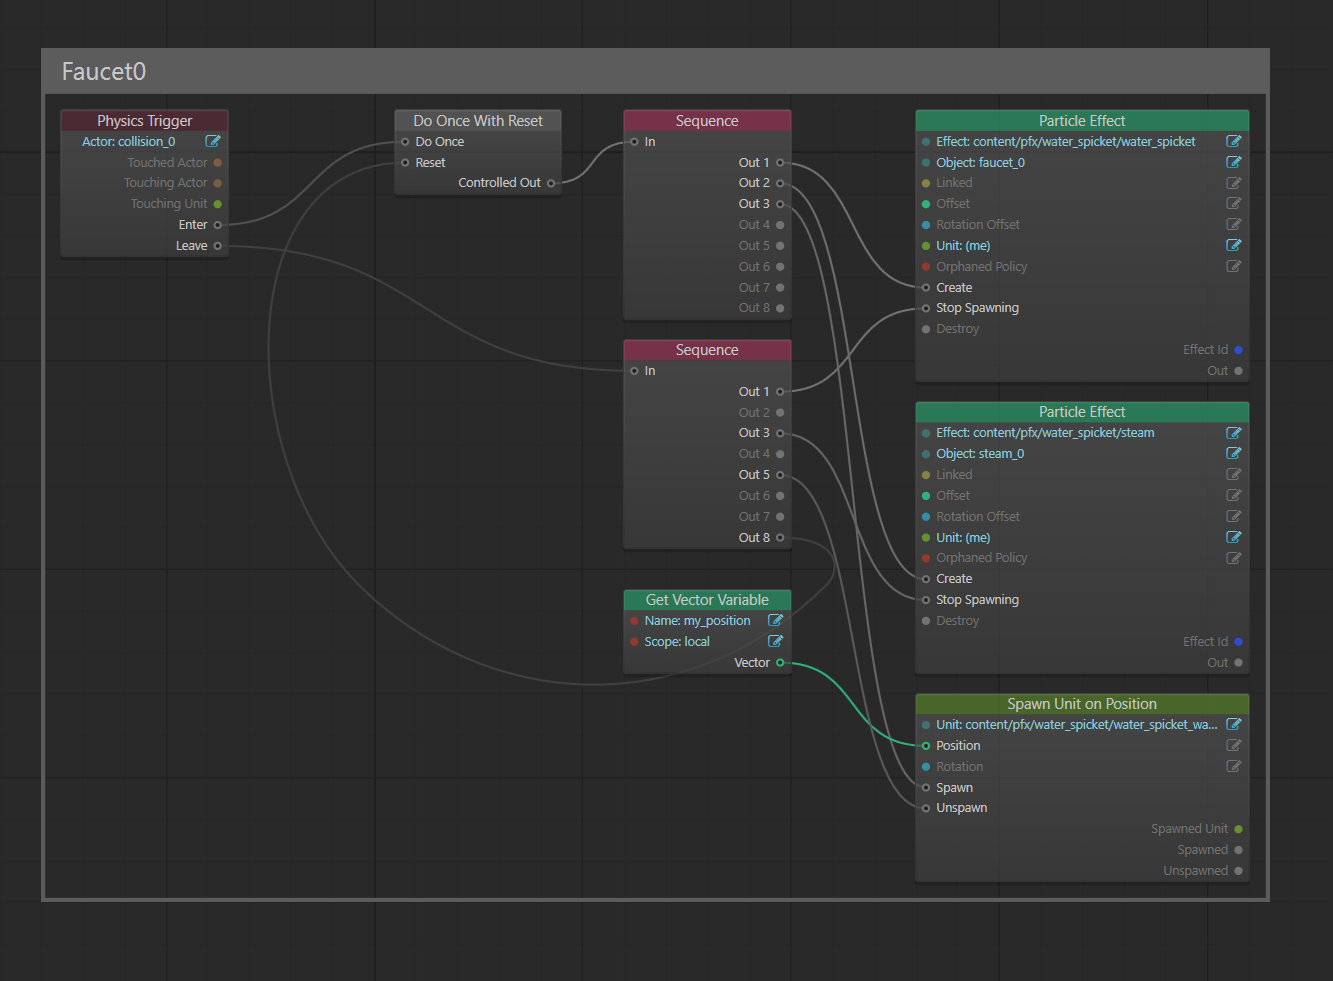 Faucet0
Physics Trigger
Actor: collision_0
Touched Actor
Touching Actor
Touching Unit
Enter
Leave
Do Once With Reset
Do Once
Reset
Controlled Out
Sequence
In
Out 1
Out 2
Out 3
Out 4
Out 5
Out 6
Out 7
Out 8
Sequence
In
Out 1
Out 2
Out 3
Out 4
Out 5
Out 6
Out 7
Out 8
Get Vector Variable
Name: my_position
Scope: local
Vector
Particle Effect
Effect: content/pfx/water_spicket/water_spicket
Object: faucet_0
Linked
Offset
Rotation Offset
Unit: (me)
Orphaned Policy
Create
Stop Spawning
Destroy
Effect Id
Out
Particle Effect
Effect: content/pfx/water_spicket/steam
Object: steam_0
Linked
Offset
Rotation Offset
Unit: (me)
Orphaned Policy
Create
Stop Spawning
Destroy
Effect Id
Out
Spawn Unit on Position
Unit: content/pfx/water_spicket/water_spicket_wa...
Position
Rotation
Spawn
Unspawn
Spawned Unit
Spawned
Unspawned